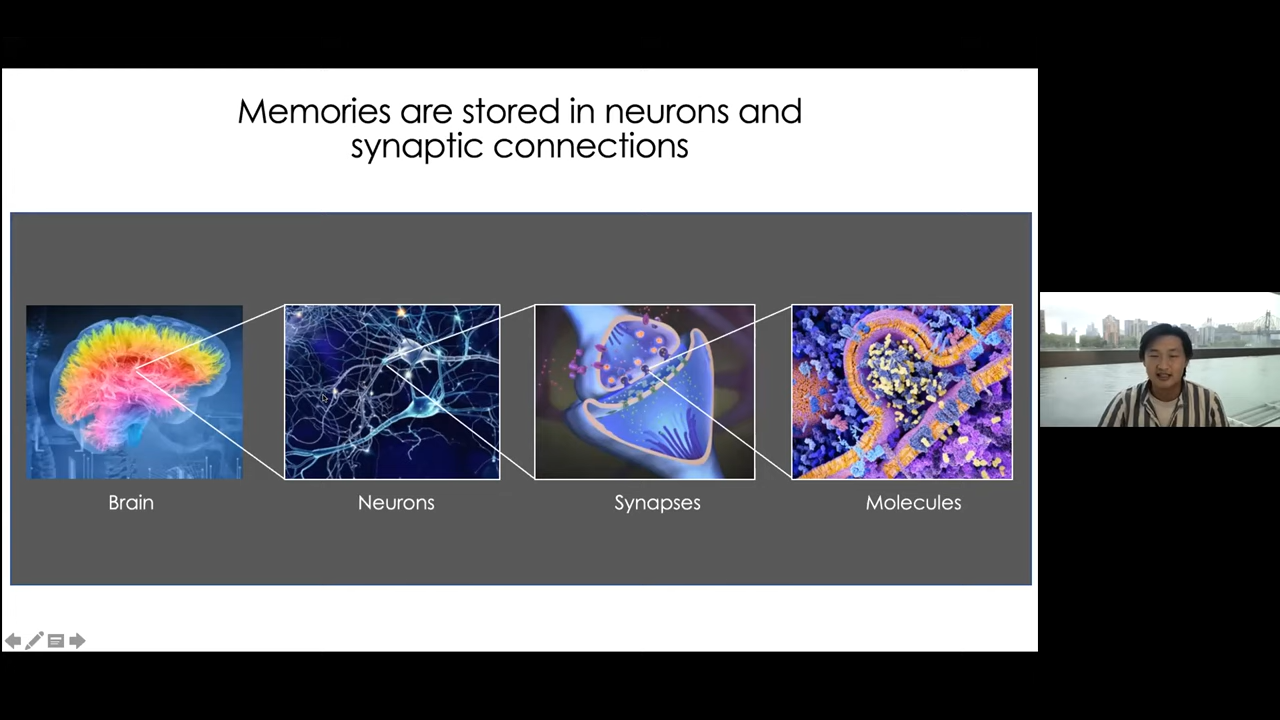 Memories are stored in neurons and
synaptic connections
Brain
Neurons
Synapses
Molecules